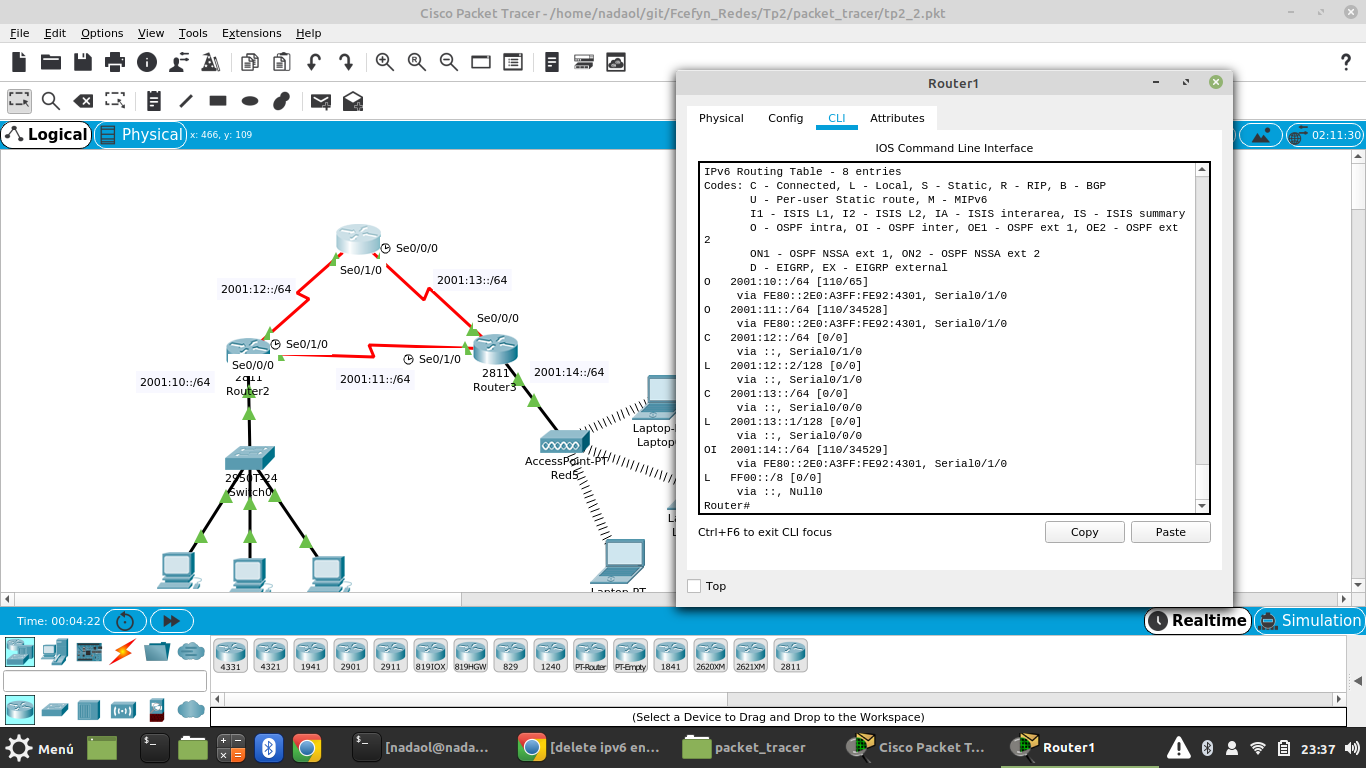 Cisco Packet Tracer - /home/nadaol/git/Fcefyn_Redes/Tp2/packet_tracer/tp2_2.pkt
File Edit Options View Tools Extensions Help
Logical Physical x: 466, y: 109
02:11:30
Se0/0/0
Se0/1/0
2001:12::/64
2001:13::/64
Se0/0/0
Se0/1/0
Se0/0/0
Se0/1/0
2811
Router2
2811
Router3
2001:10::/64
2001:11::/64
2001:14::/64
AccessPoint-PT
Red5
2950T-24
Switch0
Laptop-PT
Router1
Physical Config CLI Attributes
IOS Command Line Interface
IPv6 Routing Table - 8 entries
Codes: C - Connected, L - Local, S - Static, R - RIP, B - BGP
U - Per-user Static route, M - MIPv6
I1 - ISIS L1, I2 - ISIS L2, IA - ISIS interarea, IS - ISIS summary
O - OSPF intra, OI - OSPF inter, OE1 - OSPF ext 1, OE2 - OSPF ext
2
ON1 - OSPF NSSA ext 1, ON2 - OSPF NSSA ext 2
D - EIGRP, EX - EIGRP external
O 2001:10::/64 [110/65]
via FE80::2E0:A3FF:FE92:4301, Serial0/1/0
O 2001:11::/64 [110/34528]
via FE80::2E0:A3FF:FE92:4301, Serial0/1/0
C 2001:12::/64 [0/0]
via ::, Serial0/1/0
L 2001:12::2/128 [0/0]
via ::, Serial0/1/0
C 2001:13::/64 [0/0]
via ::, Serial0/0/0
L 2001:13::1/128 [0/0]
via ::, Serial0/0/0
OI 2001:14::/64 [110/34529]
via FE80::2E0:A3FF:FE92:4301, Serial0/1/0
L FF00::/8 [0/0]
via ::, Null0
Router#
Ctrl+F6 to exit CLI focus
Copy Paste
Top
Time: 00:04:22
Realtime Simulation
4331 4321 1941 2901 2911 819IOX 819HGW 829 1240 PT-Router PT-Empty 1841 2620XM 2621XM 2811
(Select a Device to Drag and Drop to the Workspace)
Menú [nadaol@nada... [delete ipv6 en... packet_tracer Cisco Packet T... Router1 23:37